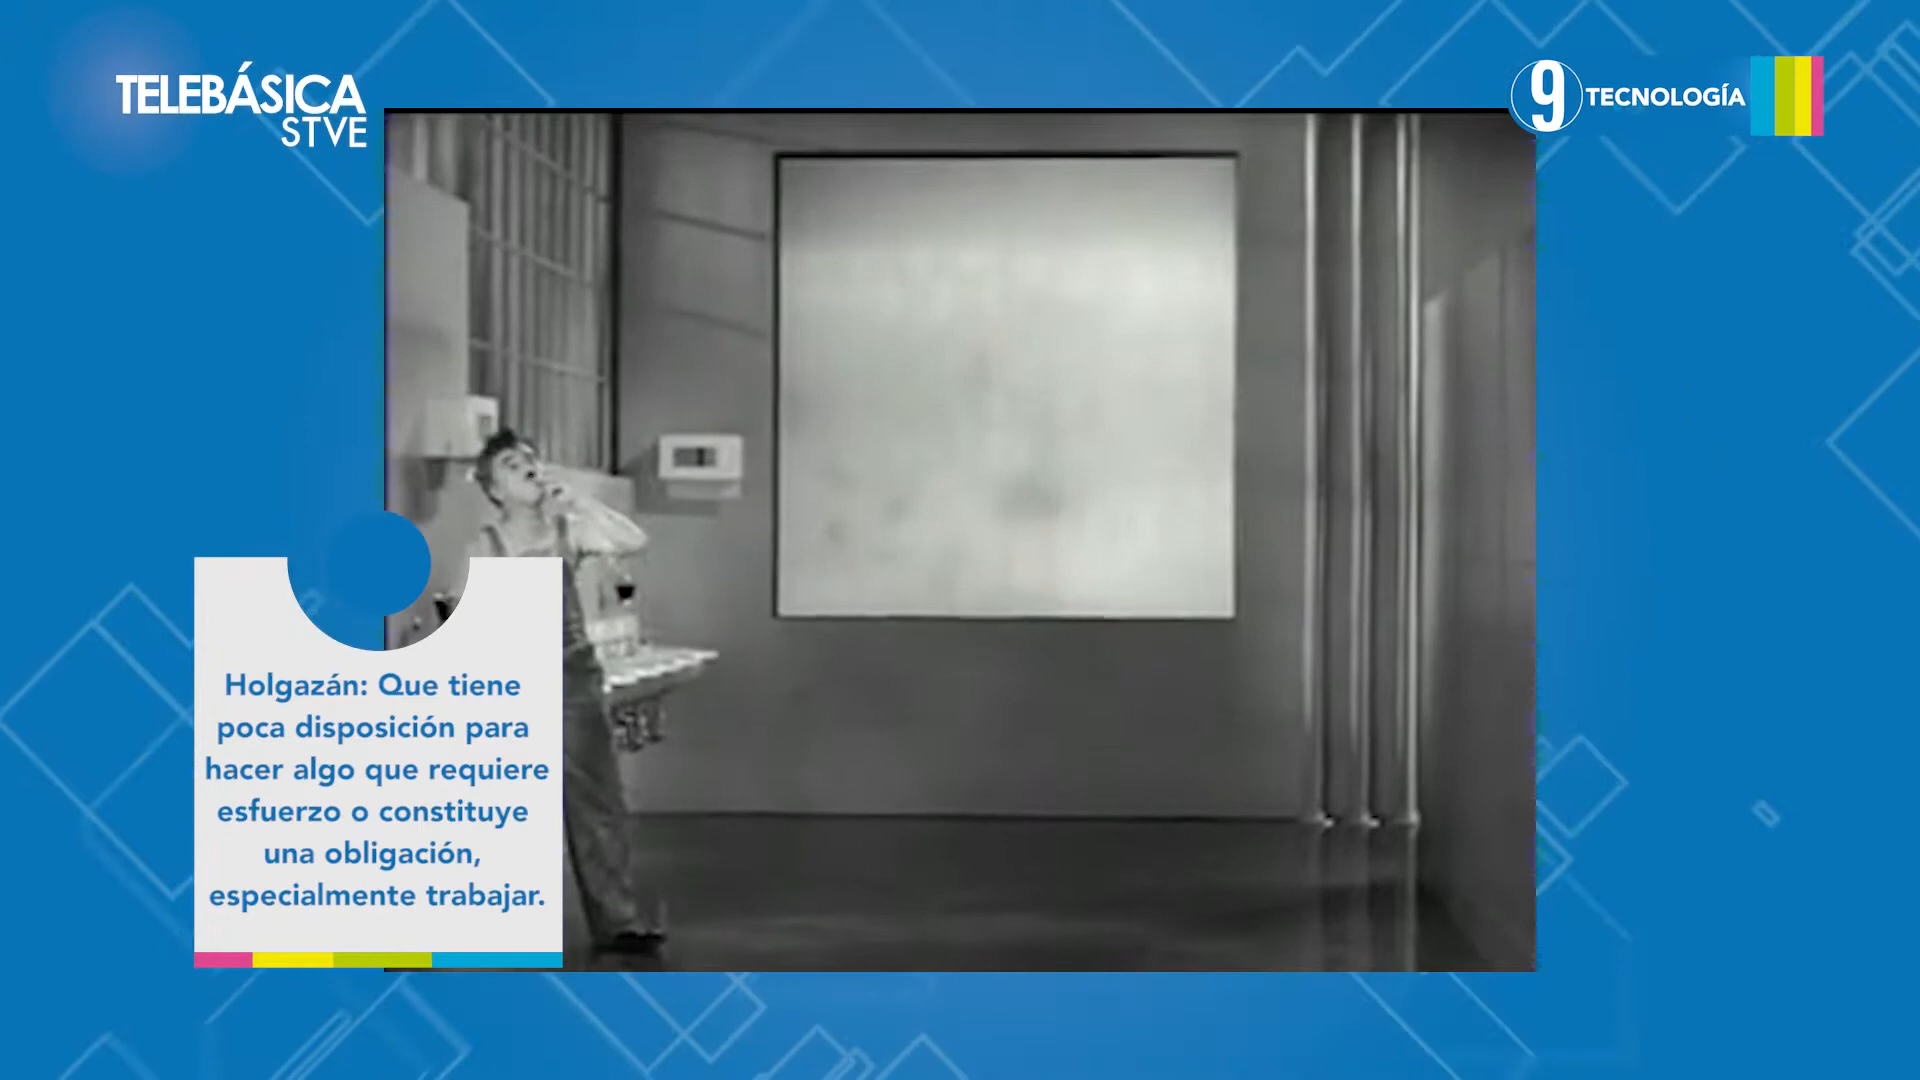 TELEBÁSICA
STVE
9 TECNOLOGÍA
Holgazán: Que tiene
poca disposición para
hacer algo que requiere
esfuerzo o constituye
una obligación,
especialmente trabajar.